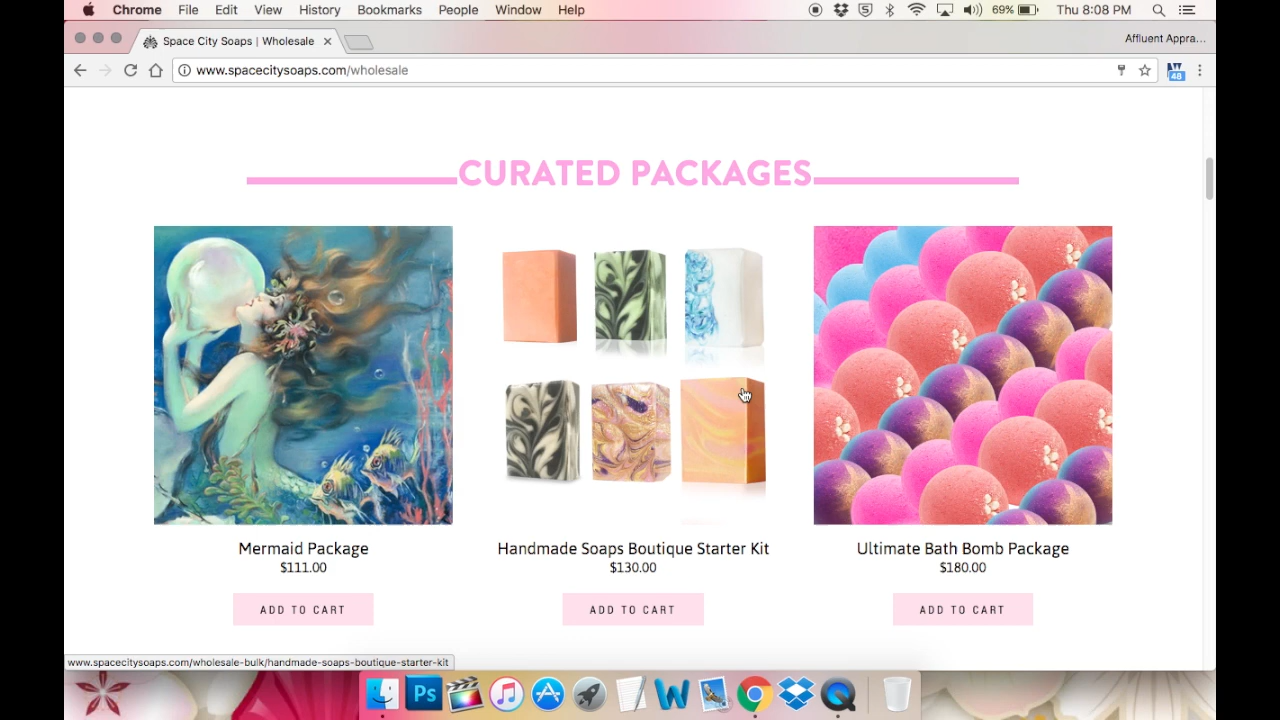 Chrome File Edit View History Bookmarks People Window Help 69% Thu 8:08 PM
Space City Soaps | Wholesale Affluent Appra...
www.spacecitysoaps.com/wholesale 48
CURATED PACKAGES
Mermaid Package
$111.00
ADD TO CART
Handmade Soaps Boutique Starter Kit
$130.00
ADD TO CART
Ultimate Bath Bomb Package
$180.00
ADD TO CART
www.spacecitysoaps.com/wholesale-bulk/handmade-soaps-boutique-starter-kit
Ps